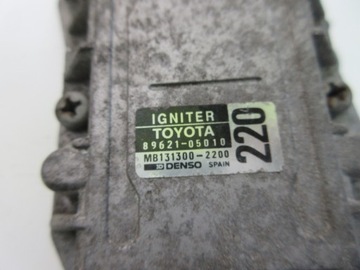 IGNITER
TOYOTA
89621-05010
MB131300-2200
DENSO SPAIN
220